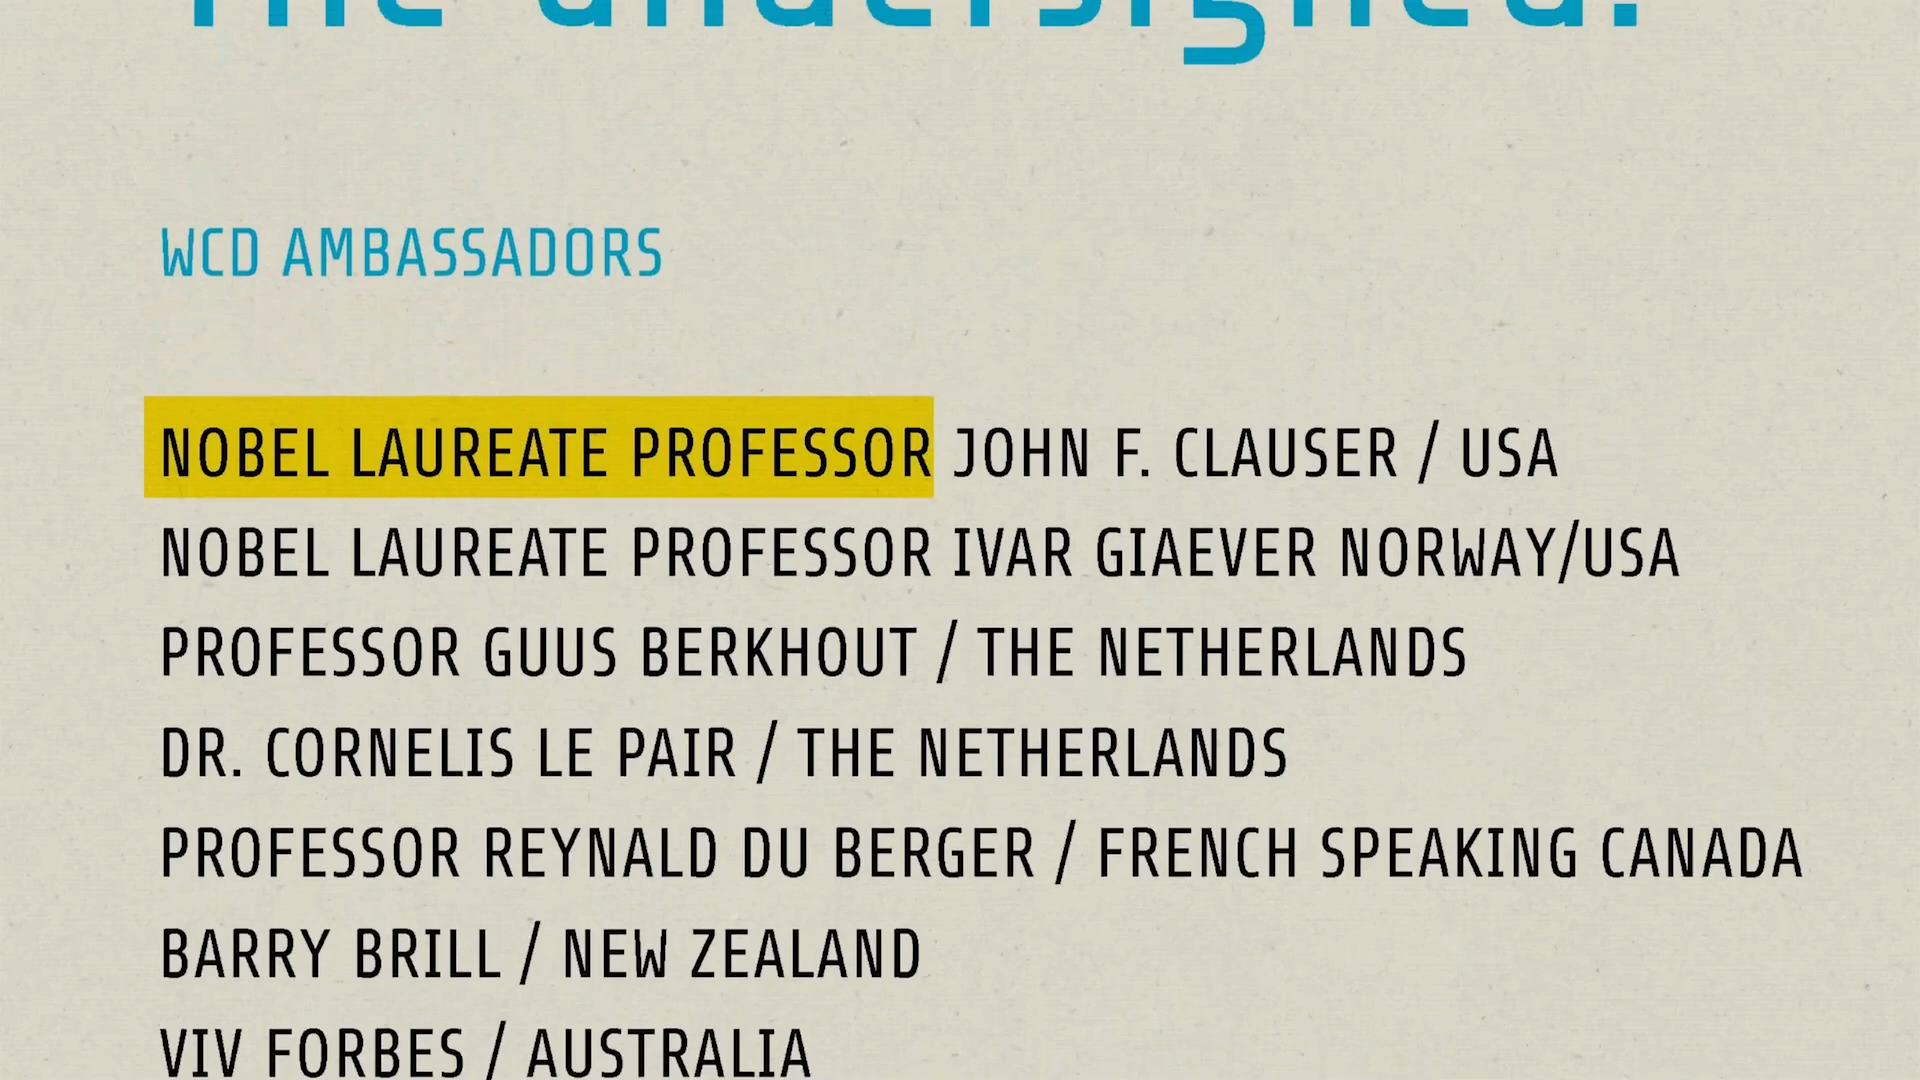 The undersigned:
WCD AMBASSADORS
NOBEL LAUREATE PROFESSOR JOHN F. CLAUSER / USA
NOBEL LAUREATE PROFESSOR IVAR GIAEVER NORWAY/USA
PROFESSOR GUUS BERKHOUT / THE NETHERLANDS
DR. CORNELIS LE PAIR / THE NETHERLANDS
PROFESSOR REYNALD DU BERGER / FRENCH SPEAKING CANADA
BARRY BRILL / NEW ZEALAND
VIV FORBES / AUSTRALIA